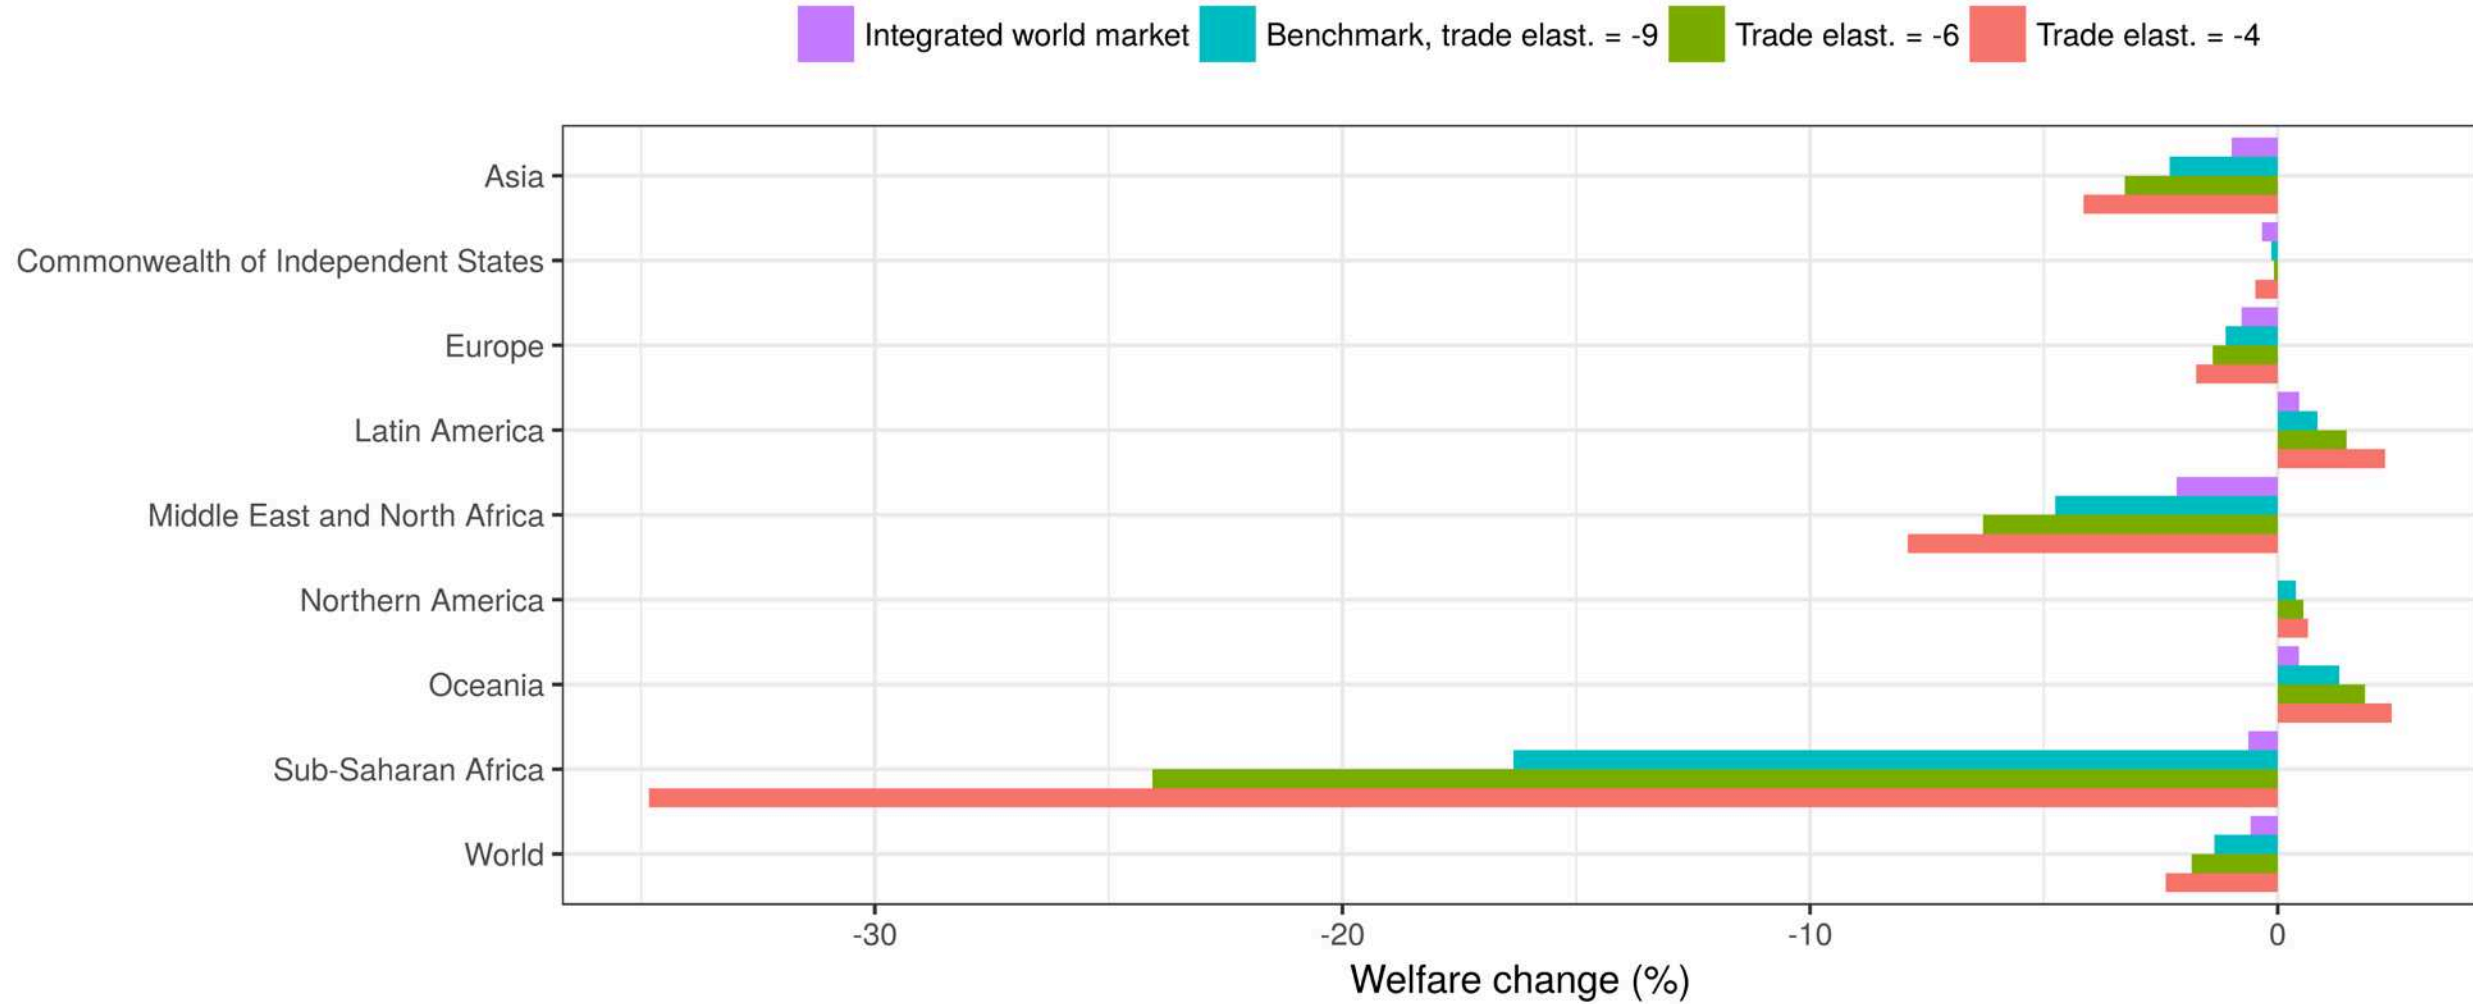 Integrated world market Benchmark, trade elast. = -9 Trade elast. = -6 Trade elast. = -4
Asia
Commonwealth of Independent States
Europe
Latin America
Middle East and North Africa
Northern America
Oceania
Sub-Saharan Africa
World
-30 -20 -10 0
Welfare change (%)